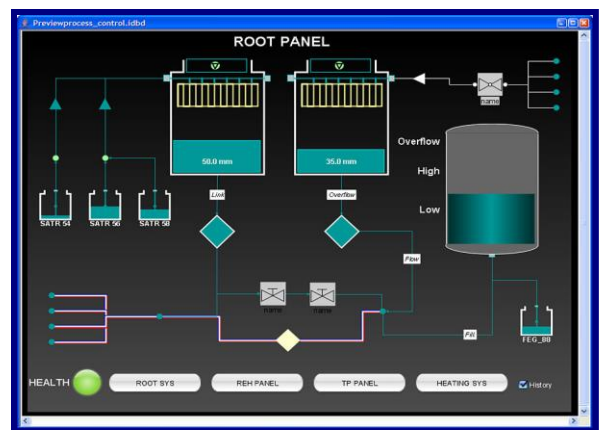 Previewprocess_control.idbd
ROOT PANEL
name
Overflow
50.0 mm
35.0 mm
High
Link
Overflow
Low
SATR 54
SATR 56
SATR 58
Flow
name
name
Fill
FEG_88
HEALTH
ROOT SYS
REH PANEL
TP PANEL
HEATING SYS
History